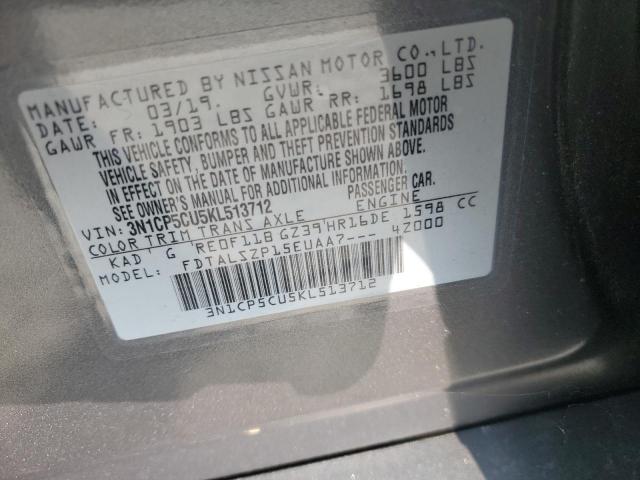 MANUFACTURED BY NISSAN MOTOR CO., LTD.
DATE: 03/19. GVWR: 3600 LBS
GAWR FR: 1903 LBS GAWR RR: 1698 LBS
THIS VEHICLE CONFORMS TO ALL APPLICABLE FEDERAL MOTOR
VEHICLE SAFETY, BUMPER AND THEFT PREVENTION STANDARDS
IN EFFECT ON THE DATE OF MANUFACTURE SHOWN ABOVE.
SEE OWNER'S MANUAL FOR ADDITIONAL INFORMATION.
VIN: 3N1CP5CU5KL513712 PASSENGER CAR.
COLOR TRIM TRANS AXLE ENGINE
KAD G RE0F11B GZ39 HR16DE 1598 CC
MODEL: FDTALSZP15EUAA7--- 4Z000
3N1CP5CU5KL513712